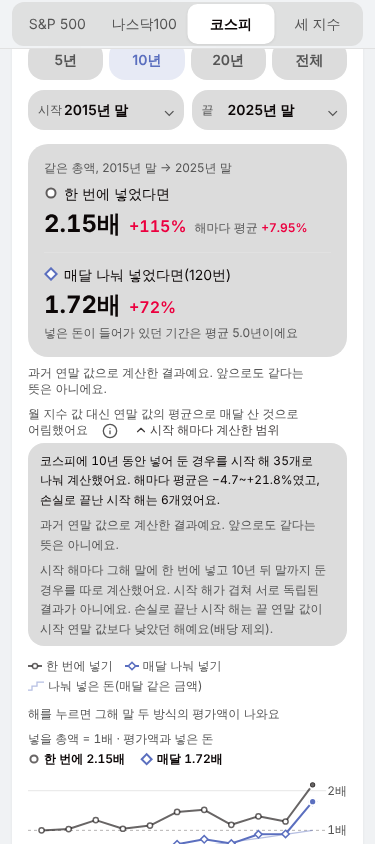 S&P 500 나스닥100 코스피 세 지수
5년 10년 20년 전체
시작 2015년 말 끝 2025년 말
같은 총액, 2015년 말 → 2025년 말
한 번에 넣었다면
2.15배 +115% 해마다 평균 +7.95%
매달 나눠 넣었다면(120번)
1.72배 +72%
넣은 돈이 들어가 있던 기간은 평균 5.0년이에요
과거 연말 값으로 계산한 결과예요. 앞으로도 같다는
뜻은 아니에요.
월 지수 값 대신 연말 값의 평균으로 매달 산 것으로
어림했어요 시작 해마다 계산한 범위
코스피에 10년 동안 넣어 둔 경우를 시작 해 35개로
나눠 계산했어요. 해마다 평균은 −4.7~+21.8%였고,
손실로 끝난 시작 해는 6개였어요.
과거 연말 값으로 계산한 결과예요. 앞으로도 같다는
뜻은 아니에요.
시작 해마다 그해 말에 한 번에 넣고 10년 뒤 말까지 둔
경우를 따로 계산했어요. 시작 해가 겹쳐 서로 독립된
결과가 아니에요. 손실로 끝난 시작 해는 끝 연말 값이
시작 연말 값보다 낮았던 해예요(배당 제외).
한 번에 넣기 매달 나눠 넣기
나눠 넣은 돈(매달 같은 금액)
해를 누르면 그해 말 두 방식의 평가액이 나와요
넣을 총액 = 1배 · 평가액과 넣은 돈
한 번에 2.15배 매달 1.72배
2배
1배